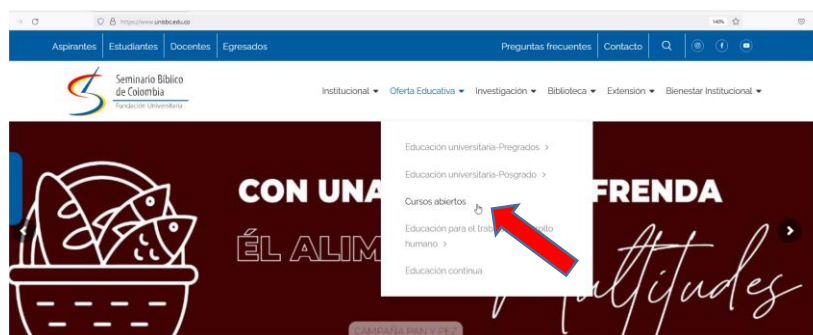 https://www.unisbc.edu.co
140%
Aspirantes
Estudiantes
Docentes
Egresados
Preguntas frecuentes
Contacto
Seminario Bíblico
de Colombia
Fundación Universitaria
Institucional
Oferta Educativa
Investigación
Biblioteca
Extensión
Bienestar Institucional
Educación universitaria-Pregrados >
Educación universitaria-Posgrado >
Cursos abiertos
Educación para el
humano >
Educación continua
CON UNA
FRENDA
ÉL ALIM
Multitudes
CAMPAÑA PAN Y PEZ